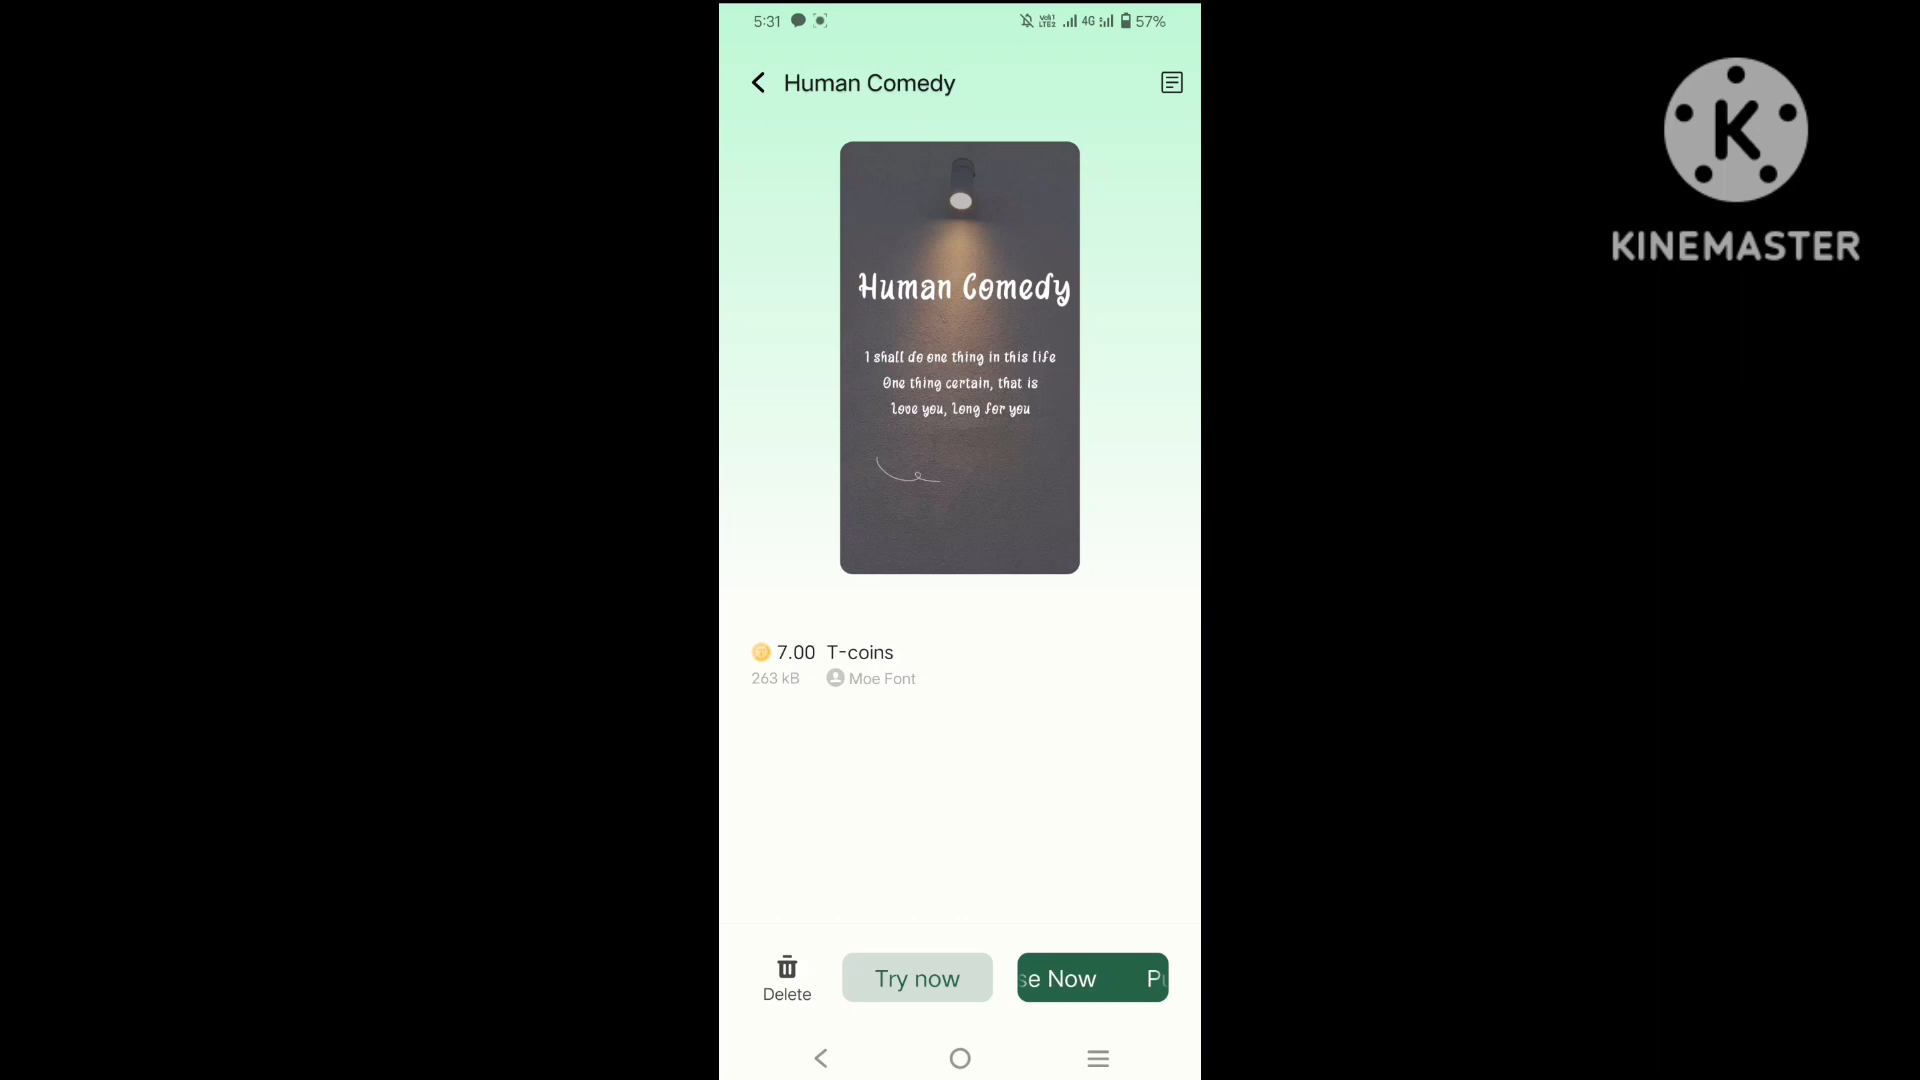 5:31
4G
57%
Human Comedy
Human Comedy
I shall do one thing in this life
One thing certain, that is
Love you, Long for you
7.00 T-coins
263 kB Moe Font
Delete
Try now
se Now
KINEMASTER